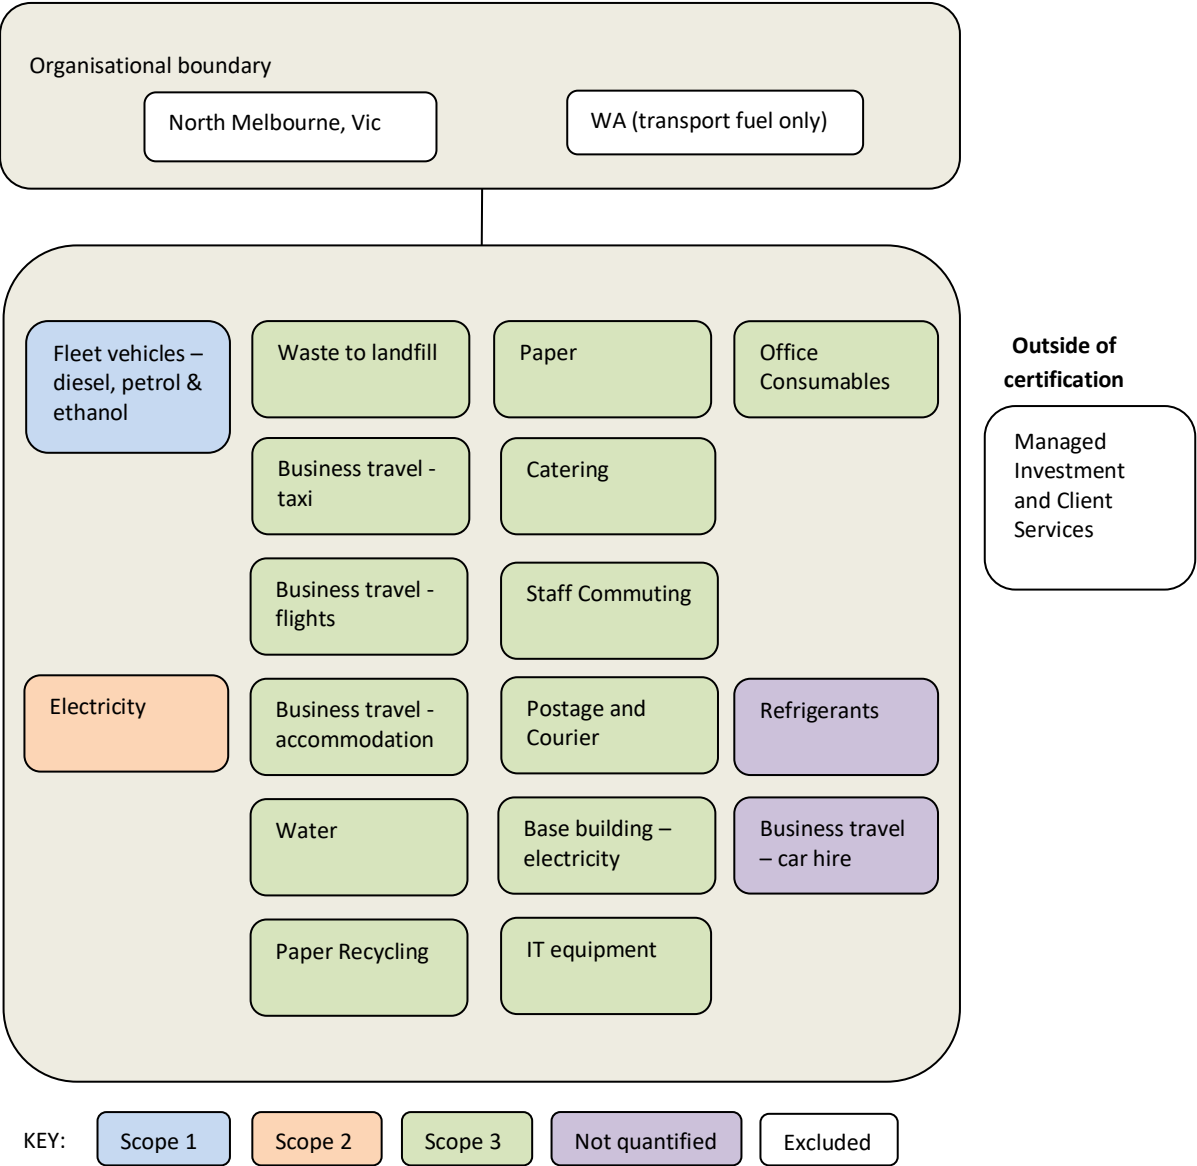 Organisational boundary
North Melbourne, Vic
WA (transport fuel only)
Fleet vehicles –
diesel, petrol &
ethanol
Waste to landfill
Paper
Office
Consumables
Business travel -
taxi
Catering
Business travel -
flights
Staff Commuting
Electricity
Business travel -
accommodation
Postage and
Courier
Refrigerants
Water
Base building –
electricity
Business travel
– car hire
Paper Recycling
IT equipment
Outside of
certification
Managed
Investment
and Client
Services
KEY:
Scope 1
Scope 2
Scope 3
Not quantified
Excluded